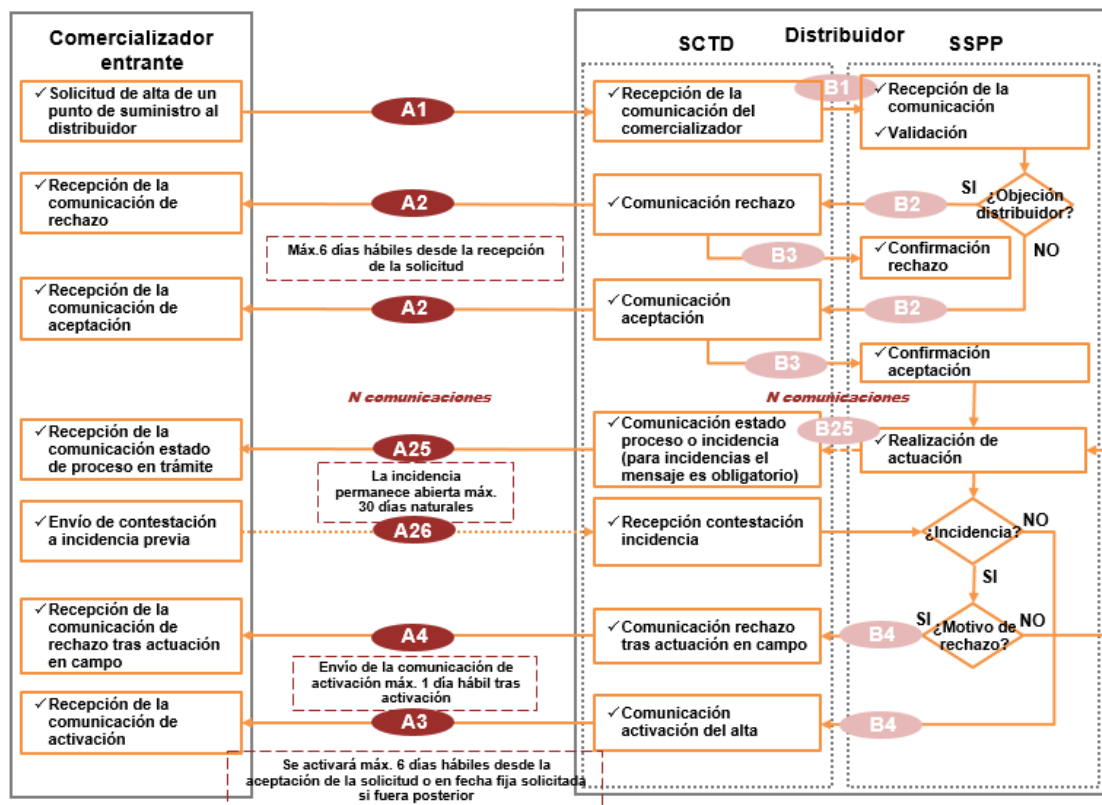 Comercializador
entrante
Distribuidor
SCTD
SSPP
✓ Solicitud de alta de un
punto de suministro al
distribuidor
A1
✓ Recepción de la
comunicación del
comercializador
B1
✓ Recepción de la
comunicación
✓ Validación
✓ Recepción de la
comunicación de
rechazo
A2
✓ Comunicación rechazo
B2
SI
¿Objeción
distribuidor?
NO
Máx.6 días hábiles desde la recepción
de la solicitud
B3
✓ Confirmación
rechazo
✓ Recepción de la
comunicación de
aceptación
A2
✓ Comunicación
aceptación
B2
B3
✓ Confirmación
aceptación
N comunicaciones
N comunicaciones
✓ Recepción de la
comunicación estado
de proceso en trámite
A25
✓ Comunicación estado
proceso o incidencia
(para incidencias el
mensaje es obligatorio)
B25
✓ Realización de
actuación
La incidencia
permanece abierta máx.
30 días naturales
✓ Envío de contestación
a incidencia previa
A26
✓ Recepción contestación
incidencia
¿Incidencia?
NO
SI
✓ Recepción de la
comunicación de
rechazo tras actuación
en campo
A4
✓ Comunicación rechazo
tras actuación en campo
B4
SI
¿Motivo de
rechazo?
NO
Envío de la comunicación de
activación máx. 1 día hábil tras
activación
✓ Recepción de la
comunicación de
activación
A3
✓ Comunicación
activación del alta
B4
Se activará máx. 6 días hábiles desde la
aceptación de la solicitud o en fecha fija solicitada
si fuera posterior